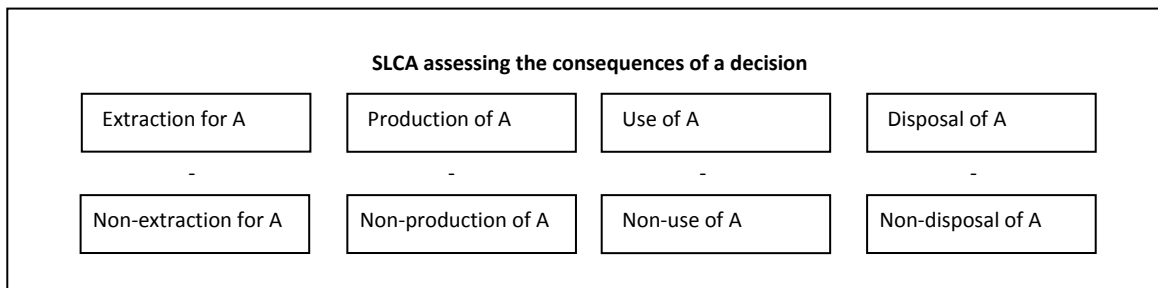 SLCA assessing the consequences of a decision
Extraction for A Production of A Use of A Disposal of A
- - - -
Non-extraction for A Non-production of A Non-use of A Non-disposal of A